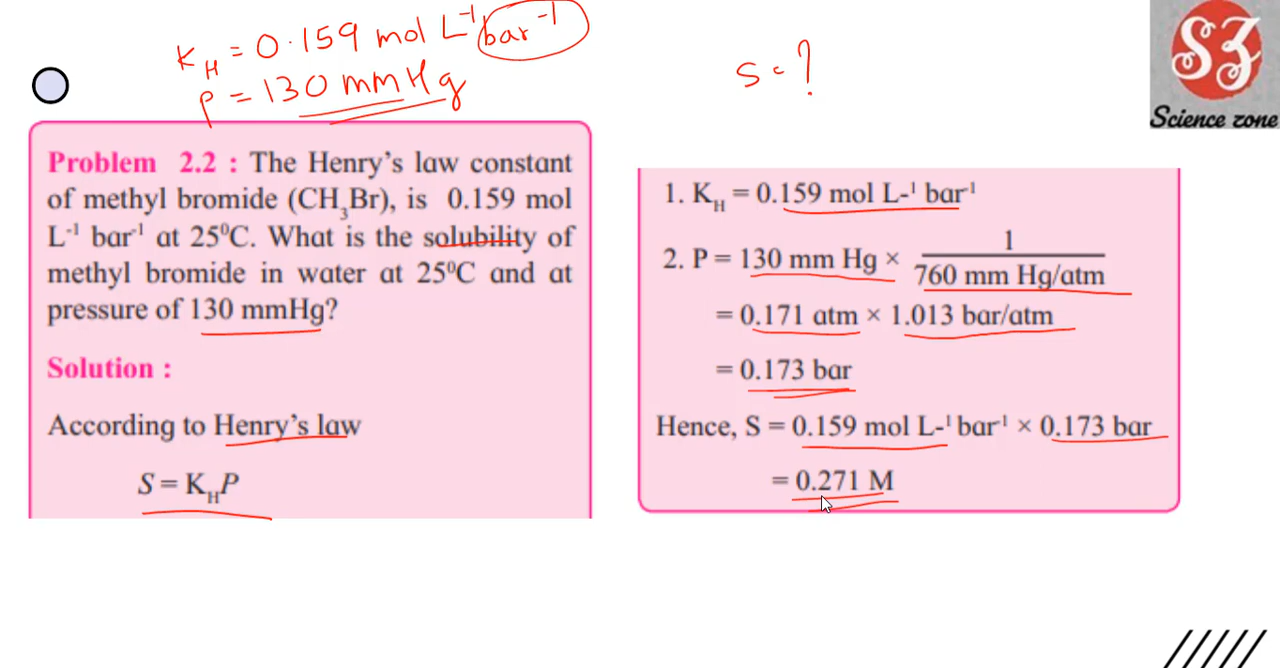 K_H = 0.159 mol L⁻¹ bar⁻¹
P = 130 mmHg
S = ?
SZ
Science zone
Problem 2.2 : The Henry's law constant
of methyl bromide (CH₃Br), is 0.159 mol
L⁻¹ bar⁻¹ at 25⁰C. What is the solubility of
methyl bromide in water at 25⁰C and at
pressure of 130 mmHg?
Solution :
According to Henry's law
S = K_H P
1. K_H = 0.159 mol L-¹ bar¹
2. P = 130 mm Hg × 1 / 760 mm Hg/atm
= 0.171 atm × 1.013 bar/atm
= 0.173 bar
Hence, S = 0.159 mol L-¹ bar¹ × 0.173 bar
= 0.271 M